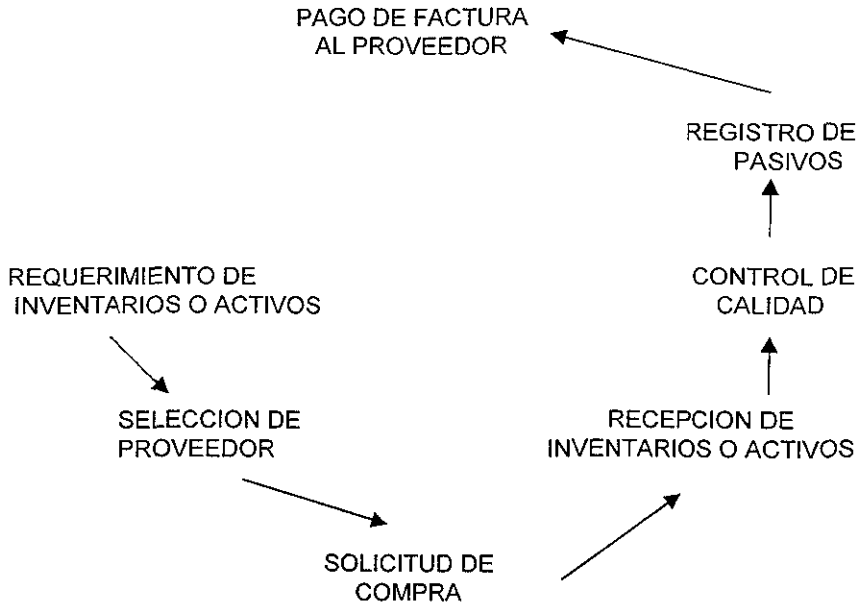 PAGO DE FACTURA
AL PROVEEDOR
REGISTRO DE
PASIVOS
REQUERIMIENTO DE
INVENTARIOS O ACTIVOS
CONTROL DE
CALIDAD
SELECCION DE
PROVEEDOR
RECEPCION DE
INVENTARIOS O ACTIVOS
SOLICITUD DE
COMPRA